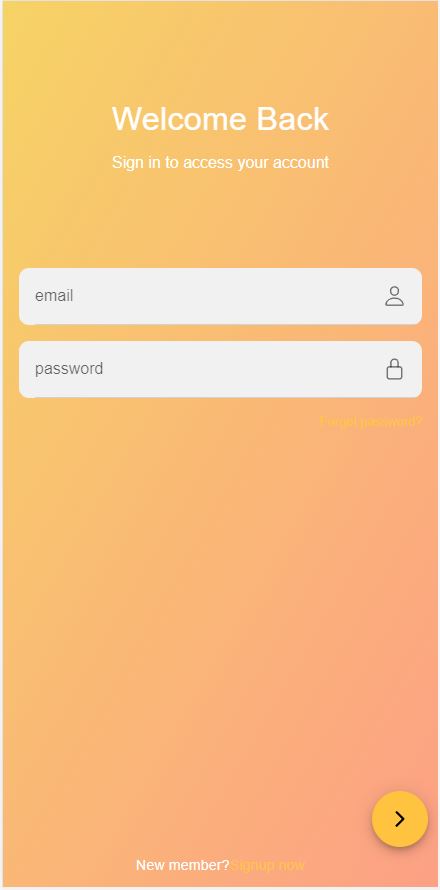 Welcome Back
Sign in to access your account
email
password
Forgot password?
New member?Signup now